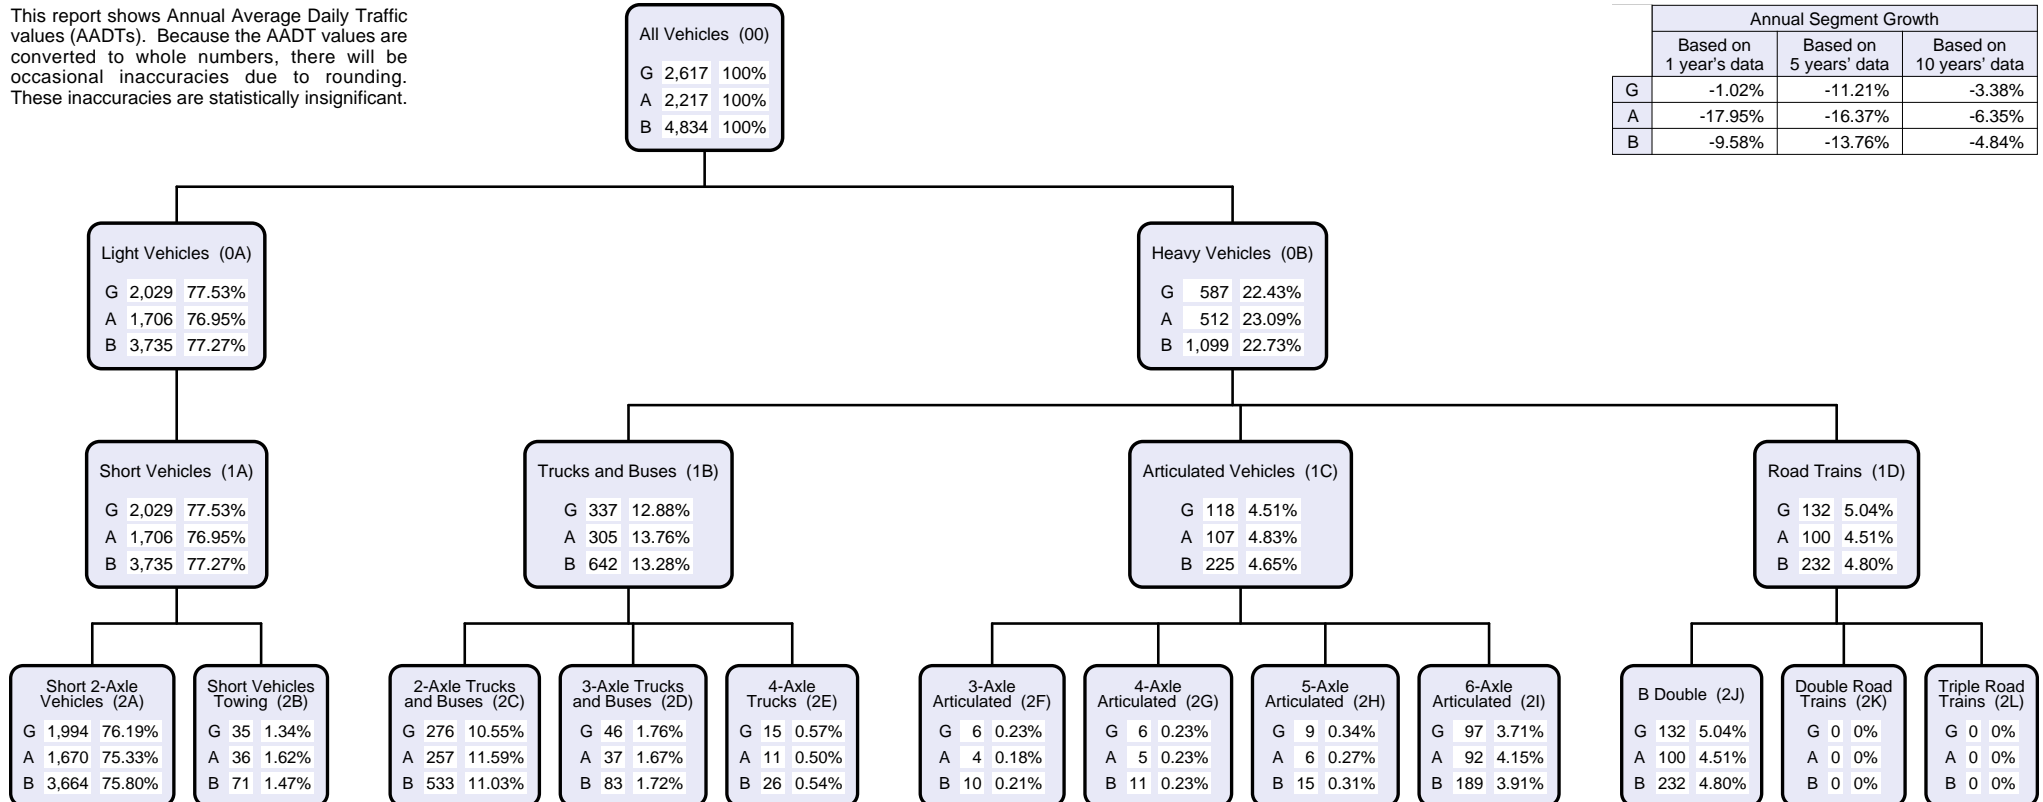 This report shows Annual Average Daily Traffic
values (AADTs). Because the AADT values are
converted to whole numbers, there will be
occasional inaccuracies due to rounding.
These inaccuracies are statistically insignificant.
All Vehicles (00)
G 2,617 100%
A 2,217 100%
B 4,834 100%
Annual Segment Growth
Based on 1 year's data Based on 5 years' data Based on 10 years' data
G -1.02% -11.21% -3.38%
A -17.95% -16.37% -6.35%
B -9.58% -13.76% -4.84%
Light Vehicles (0A)
G 2,029 77.53%
A 1,706 76.95%
B 3,735 77.27%
Heavy Vehicles (0B)
G 587 22.43%
A 512 23.09%
B 1,099 22.73%
Short Vehicles (1A)
G 2,029 77.53%
A 1,706 76.95%
B 3,735 77.27%
Trucks and Buses (1B)
G 337 12.88%
A 305 13.76%
B 642 13.28%
Articulated Vehicles (1C)
G 118 4.51%
A 107 4.83%
B 225 4.65%
Road Trains (1D)
G 132 5.04%
A 100 4.51%
B 232 4.80%
Short 2-Axle
Vehicles (2A)
G 1,994 76.19%
A 1,670 75.33%
B 3,664 75.80%
Short Vehicles
Towing (2B)
G 35 1.34%
A 36 1.62%
B 71 1.47%
2-Axle Trucks
and Buses (2C)
G 276 10.55%
A 257 11.59%
B 533 11.03%
3-Axle Trucks
and Buses (2D)
G 46 1.76%
A 37 1.67%
B 83 1.72%
4-Axle
Trucks (2E)
G 15 0.57%
A 11 0.50%
B 26 0.54%
3-Axle
Articulated (2F)
G 6 0.23%
A 4 0.18%
B 10 0.21%
4-Axle
Articulated (2G)
G 6 0.23%
A 5 0.23%
B 11 0.23%
5-Axle
Articulated (2H)
G 9 0.34%
A 6 0.27%
B 15 0.31%
6-Axle
Articulated (2I)
G 97 3.71%
A 92 4.15%
B 189 3.91%
B Double (2J)
G 132 5.04%
A 100 4.51%
B 232 4.80%
Double Road
Trains (2K)
G 0 0%
A 0 0%
B 0 0%
Triple Road
Trains (2L)
G 0 0%
A 0 0%
B 0 0%